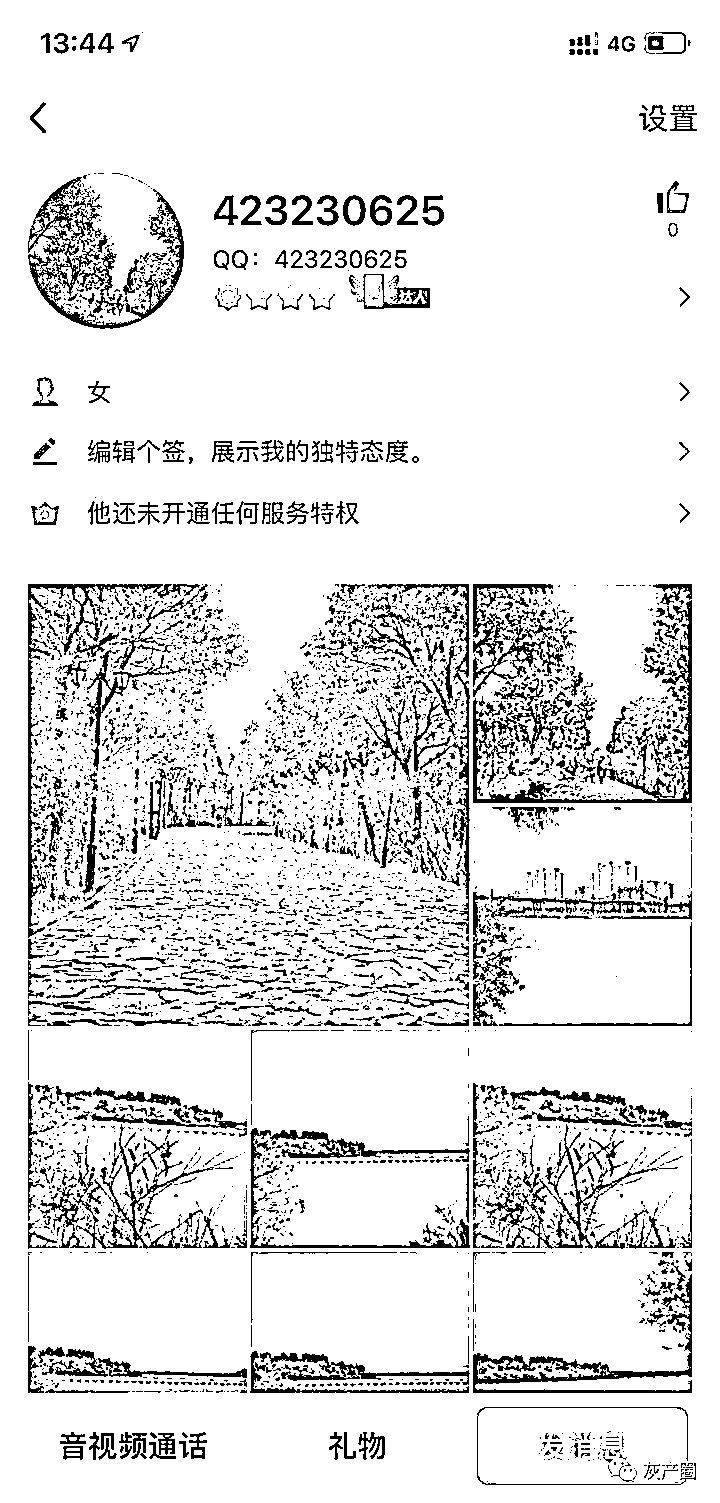 13:44
4G
设置
423230625
0
QQ：423230625
达人
女
编辑个签，展示我的独特态度。
他还未开通任何服务特权
音视频通话
礼物
发消息
灰产圈